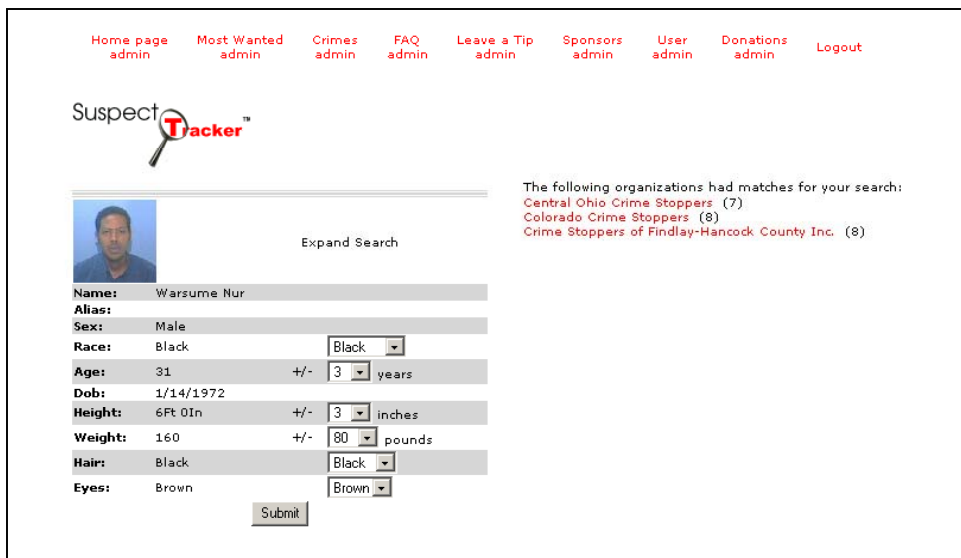 Home page admin Most Wanted admin Crimes admin FAQ admin Leave a Tip admin Sponsors admin User admin Donations admin Logout
Suspect Tracker™
The following organizations had matches for your search:
Central Ohio Crime Stoppers (7)
Colorado Crime Stoppers (8)
Crime Stoppers of Findlay-Hancock County Inc. (8)
Expand Search
Name: Warsume Nur
Alias:
Sex: Male
Race: Black Black
Age: 31 +/- 3 years
Dob: 1/14/1972
Height: 6Ft 0In +/- 3 inches
Weight: 160 +/- 80 pounds
Hair: Black Black
Eyes: Brown Brown
Submit